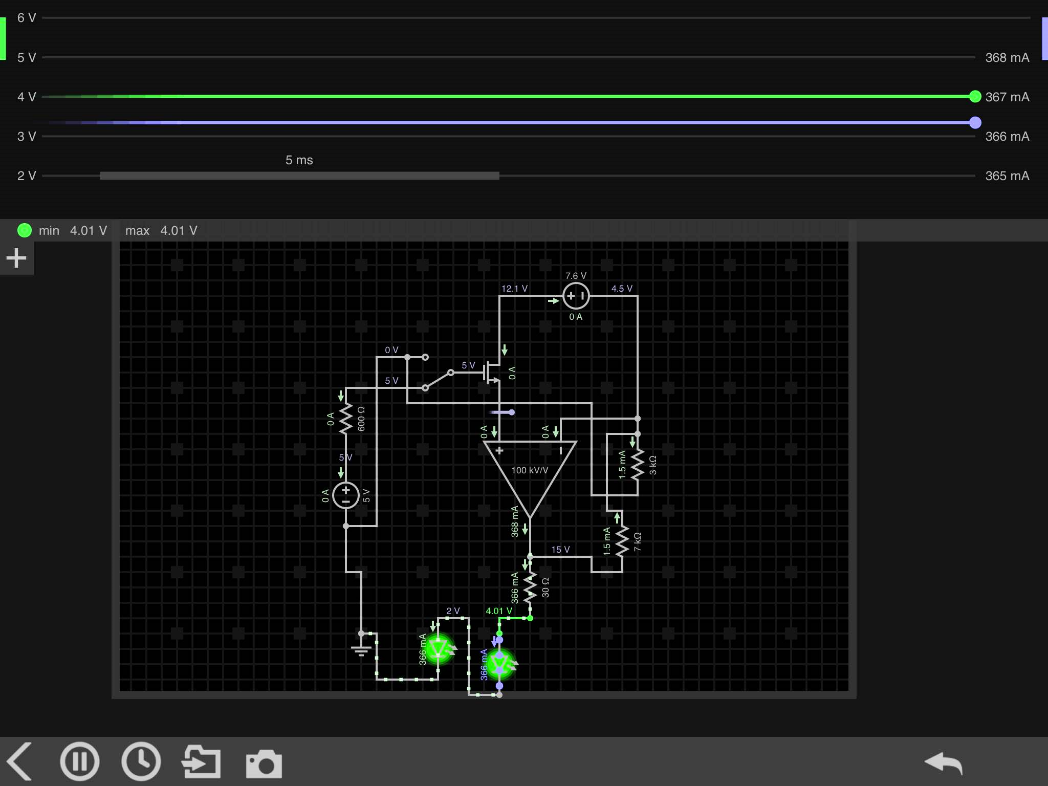 6 V
5 V
368 mA
4 V
367 mA
3 V
366 mA
5 ms
2 V
365 mA
min 4.01 V max 4.01 V
7.6 V
12.1 V
4.5 V
0 A
0 V
5 V
0 A
5 V
0 A
600 Ω
0 A
0 A
5 V
100 kV/V
1.5 mA
3 kΩ
0 A
5 V
368 mA
1.5 mA
7 kΩ
15 V
366 mA
30 Ω
2 V
4.01 V
366 mA
366 mA